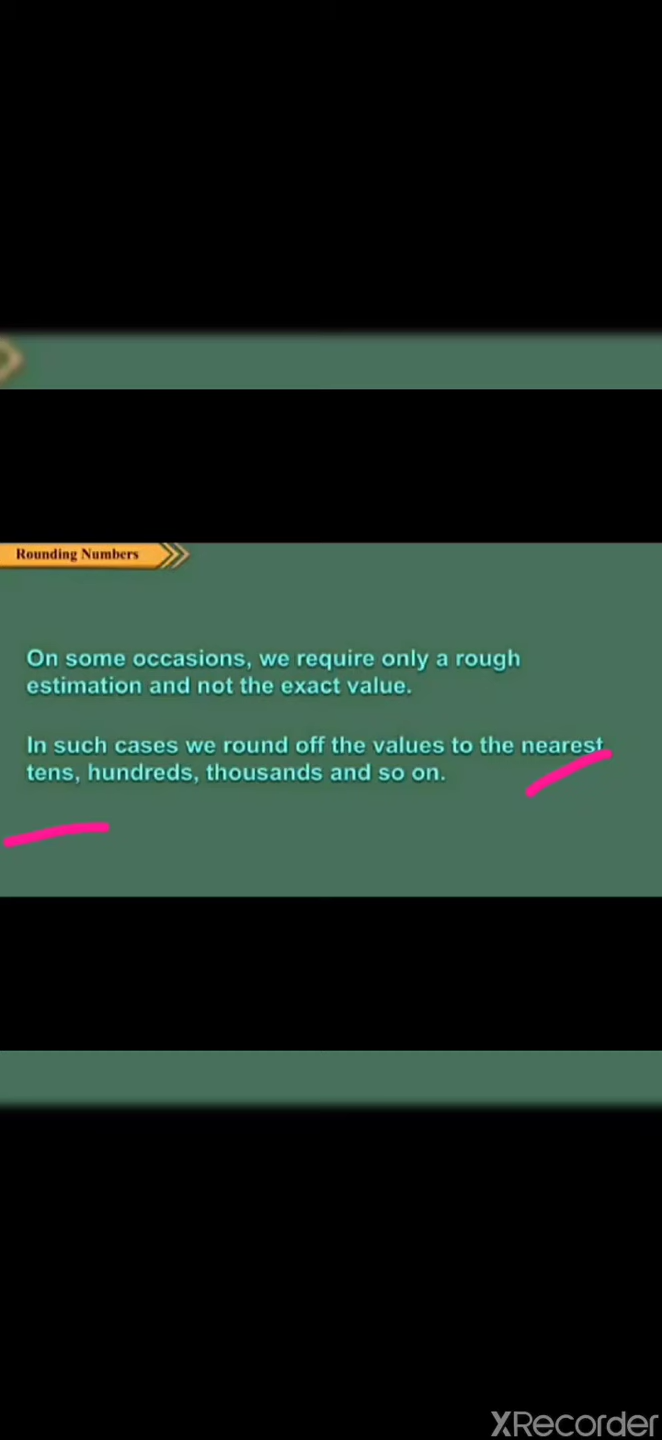 Rounding Numbers
On some occasions, we require only a rough
estimation and not the exact value.
In such cases we round off the values to the nearest
tens, hundreds, thousands and so on.
XRecorder